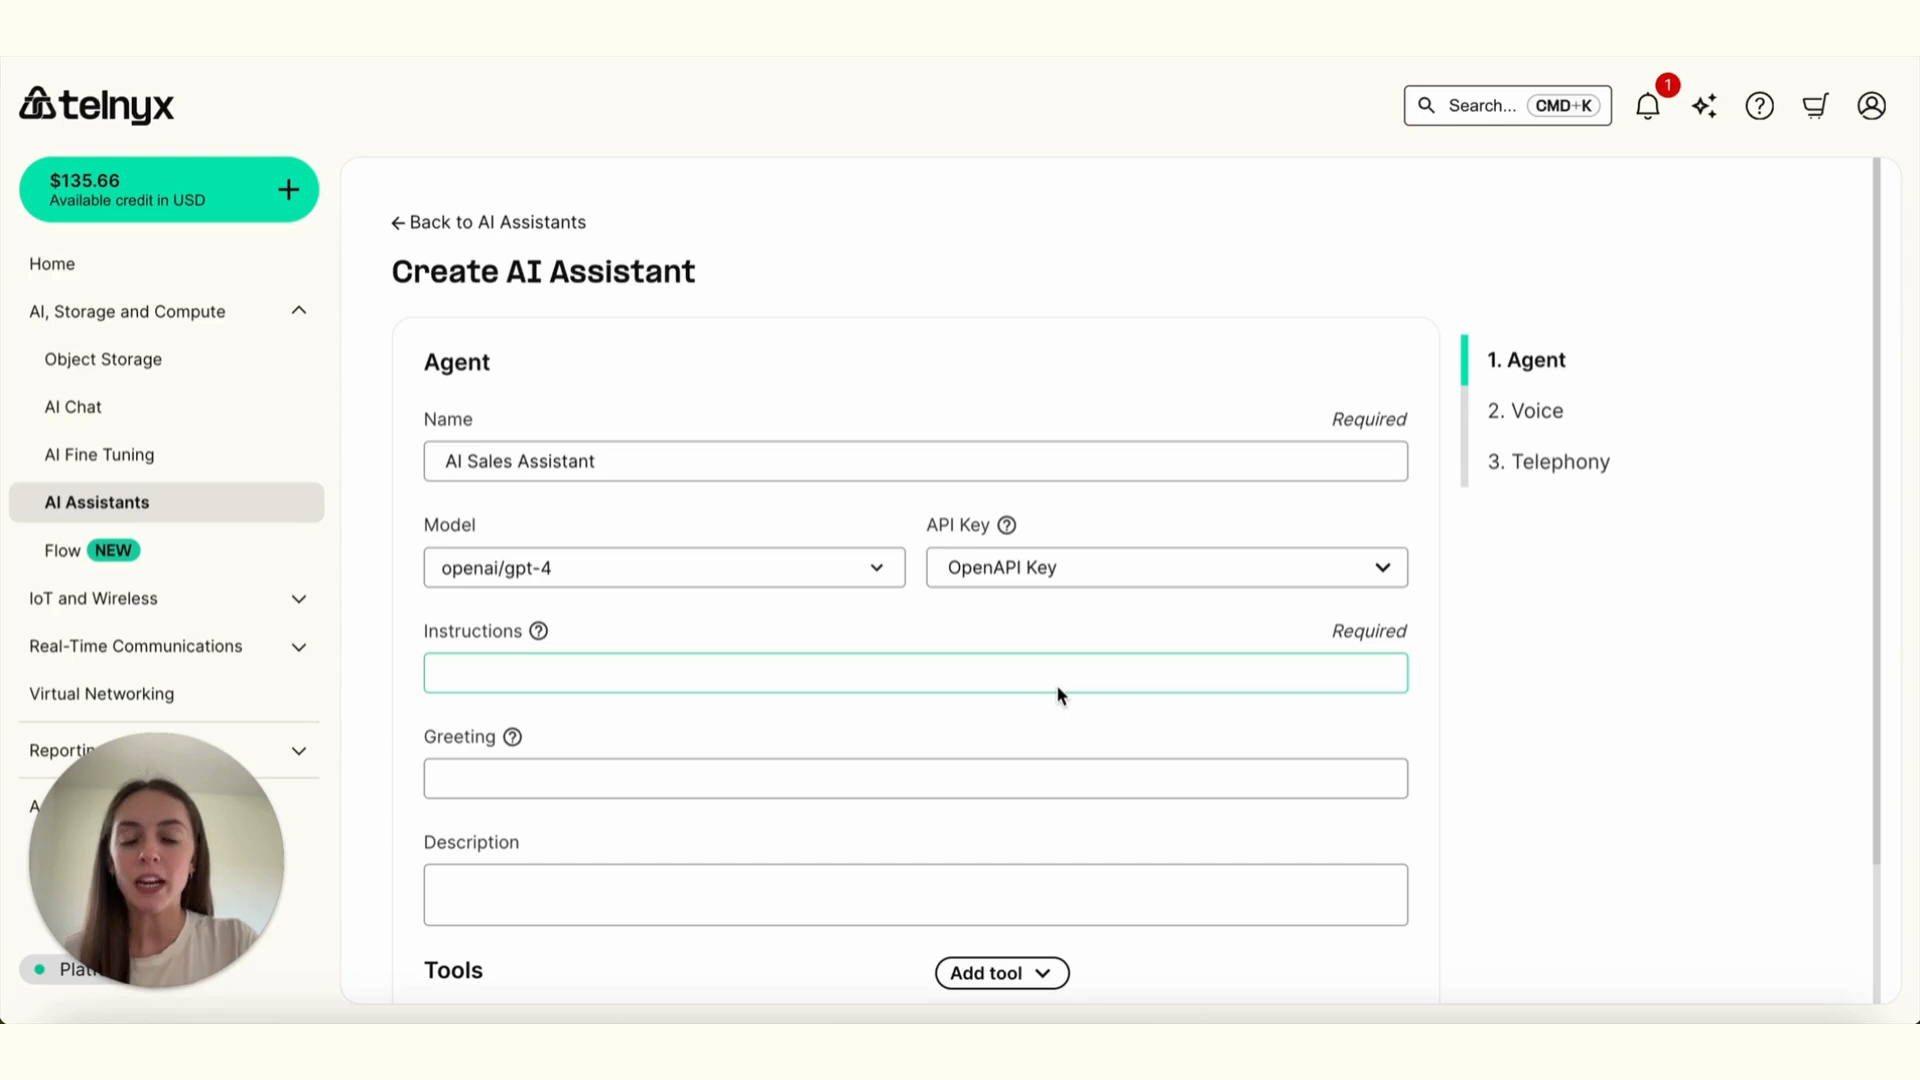 telnyx
Search... CMD+K
1
$135.66
Available credit in USD
Home
AI, Storage and Compute
Object Storage
AI Chat
AI Fine Tuning
AI Assistants
Flow NEW
IoT and Wireless
Real-Time Communications
Virtual Networking
← Back to AI Assistants
Create AI Assistant
Agent
Name Required
AI Sales Assistant
Model API Key
openai/gpt-4 OpenAPI Key
Instructions Required
Greeting
Description
Tools Add tool
1. Agent
2. Voice
3. Telephony